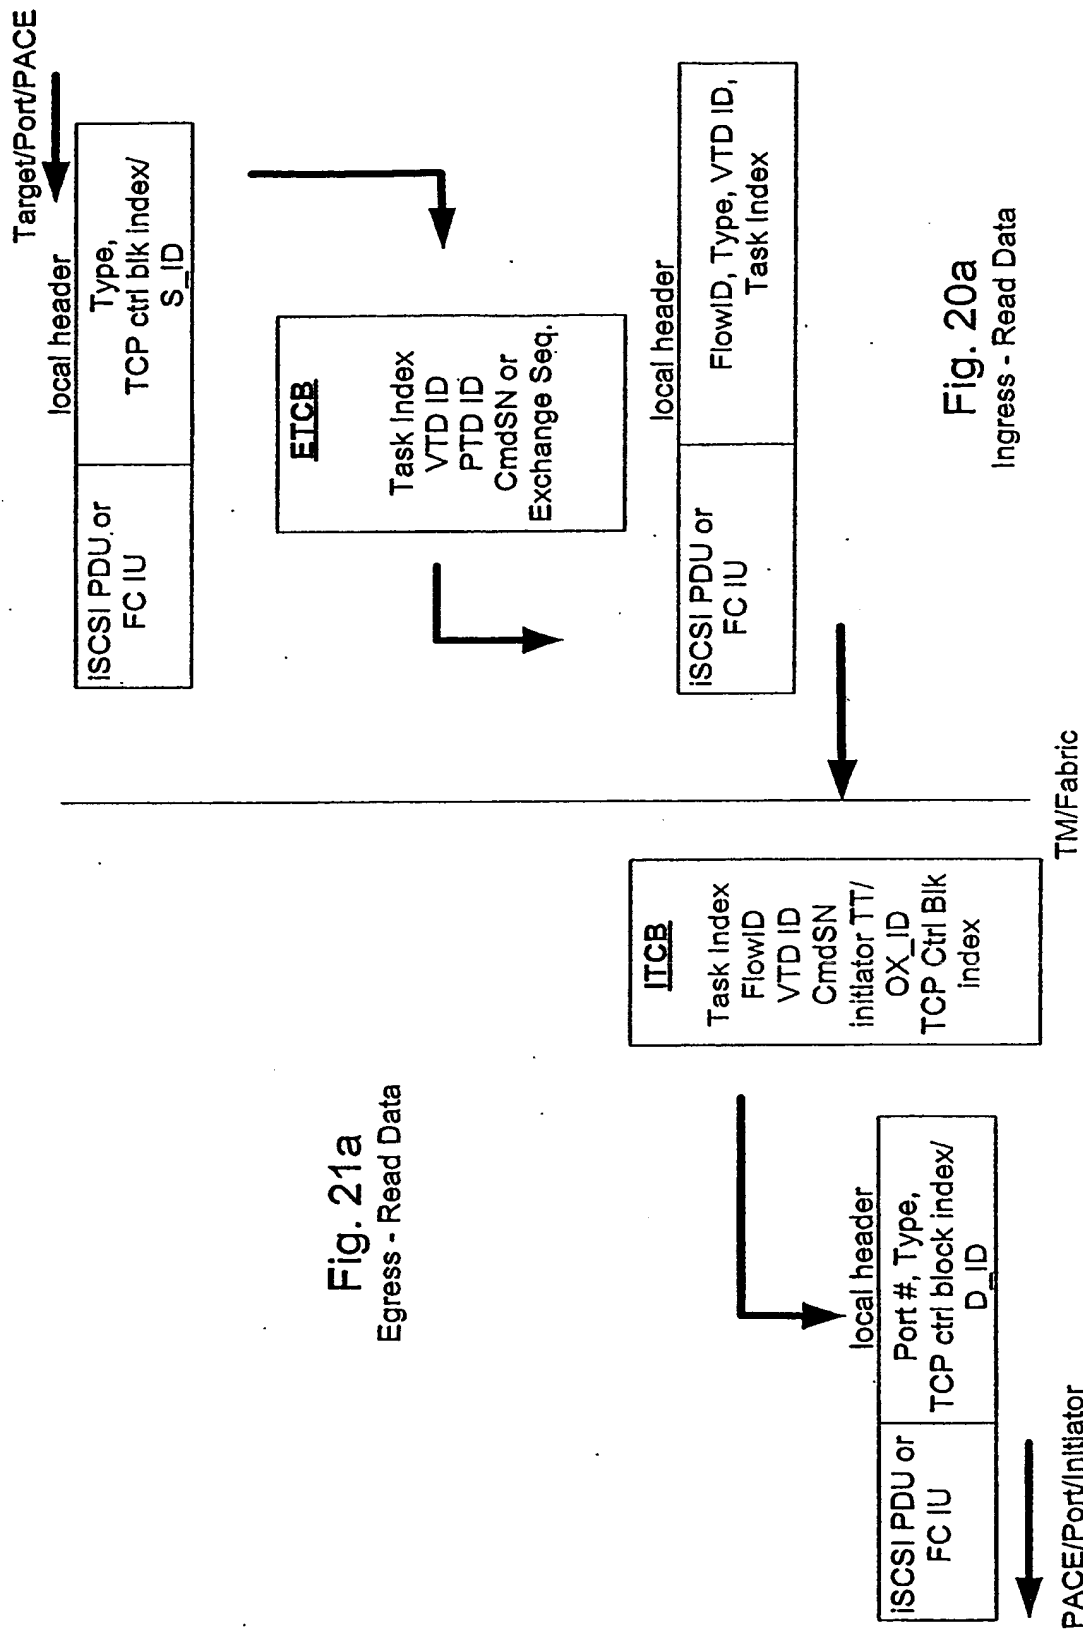 Target/Port/PACE
local header
iSCSI PDU or
FC IU
Type,
TCP ctrl blk index/
S_ID
ETCB
Task Index
VTD ID
PTD ID
CmdSN or
Exchange Seq.
local header
iSCSI PDU or
FC IU
FlowID, Type, VTD ID,
Task Index
Fig. 20a
Ingress - Read Data
TM/Fabric
Fig. 21a
Egress - Read Data
ITCB
Task Index
FlowID
VTD ID
CmdSN
initiator TT/
OX_ID
TCP Ctrl Blk
index
local header
iSCSI PDU or
FC IU
Port #, Type,
TCP ctrl block index/
D_ID
PACE/Port/Initiator